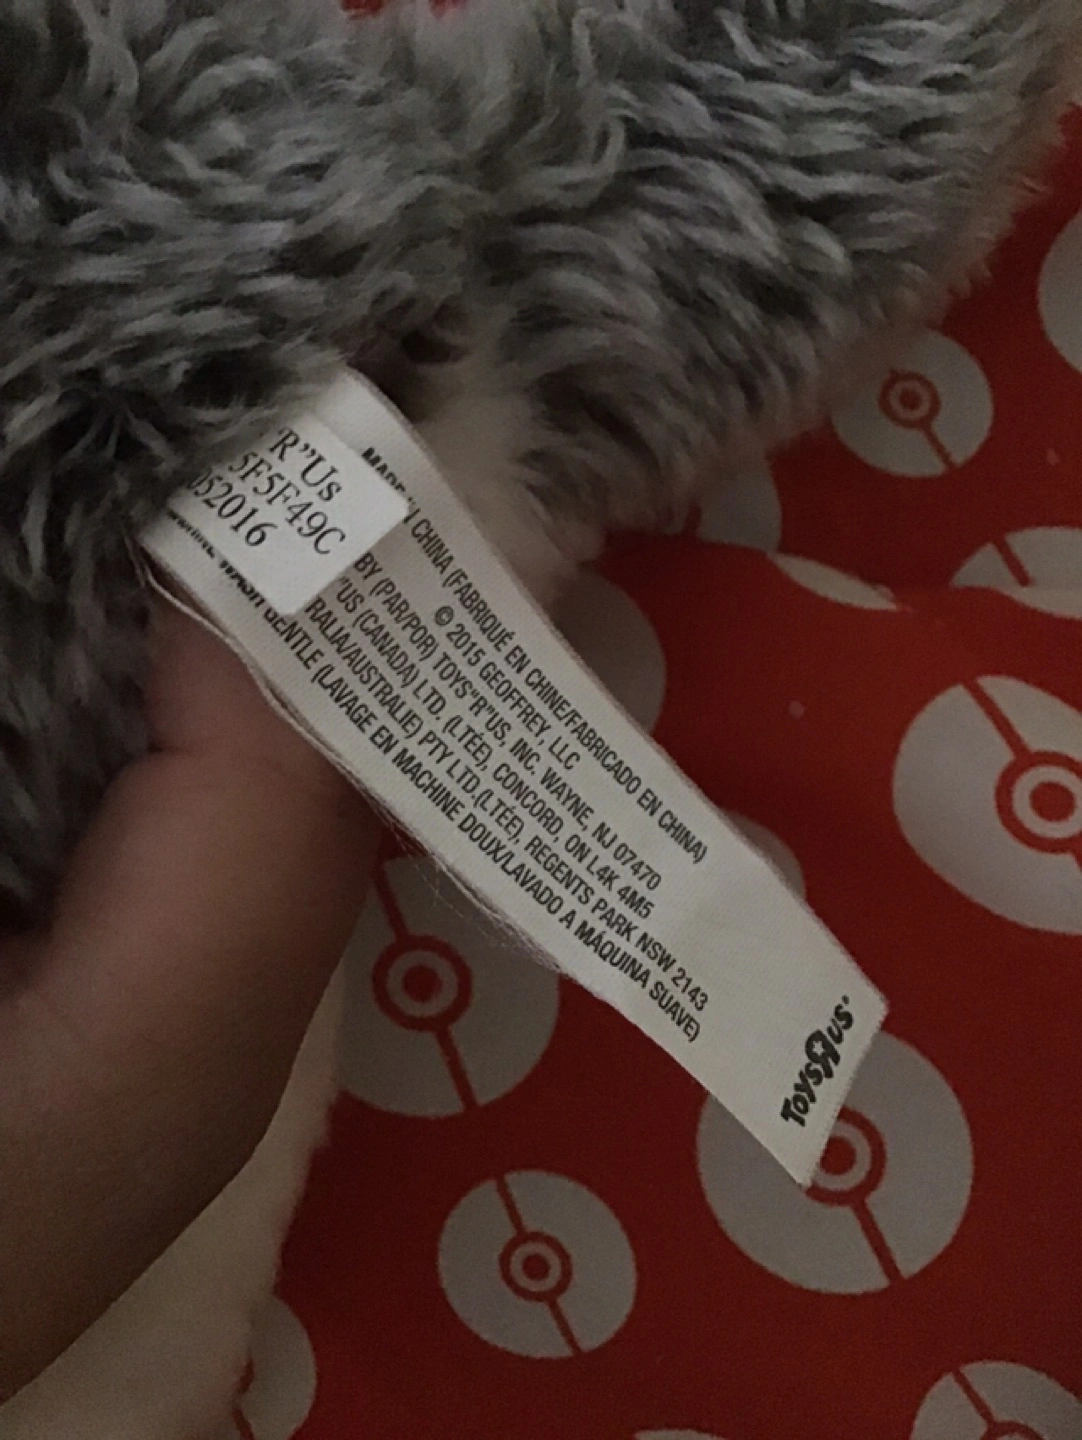 "R"Us
5F5F49C
052016
MADE IN CHINA (FABRIQUÉ EN CHINE/FABRICADO EN CHINA)
© 2015 GEOFFREY, LLC
BY (PAR/POR) TOYS"R"US, INC. WAYNE, NJ 07470
"US (CANADA) LTD. (LTÉE), CONCORD, ON L4K 4M5
RALIA/AUSTRALIE) PTY LTD.(LTÉE), REGENTS PARK NSW 2143
WASH GENTLE (LAVAGE EN MACHINE DOUX/LAVADO A MÁQUINA SUAVE)
TOYSRUS